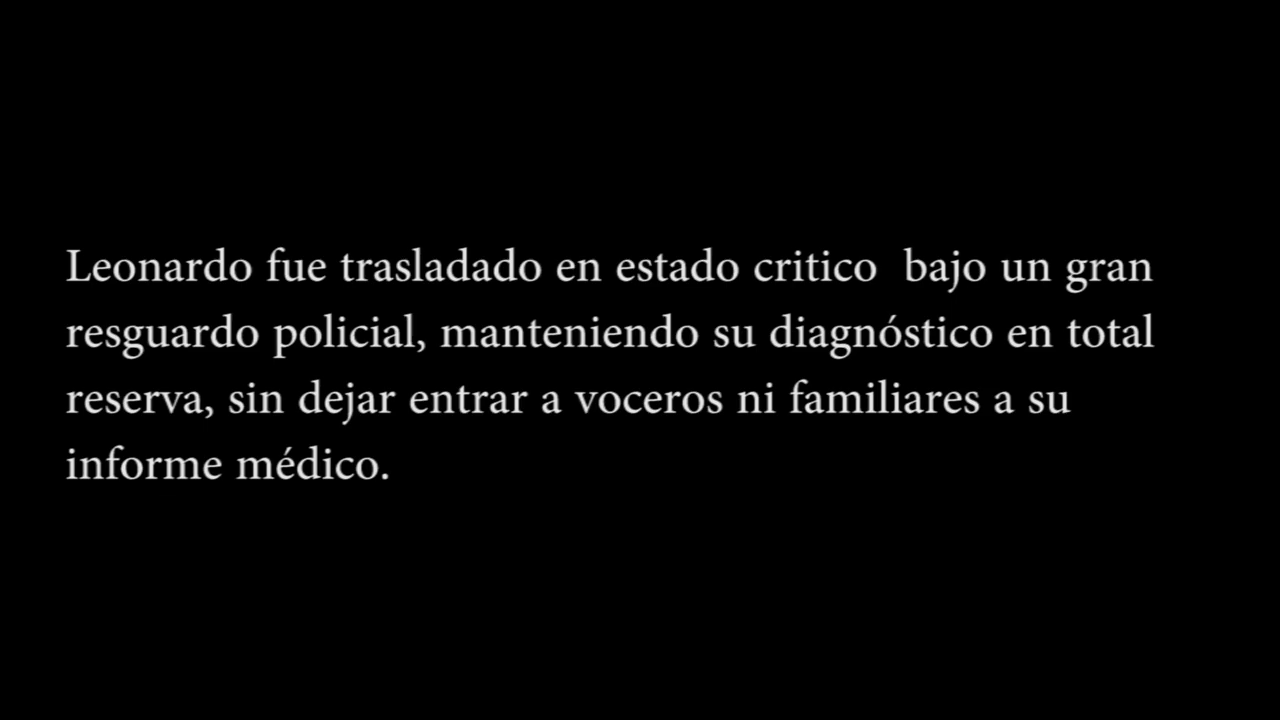 Leonardo fue trasladado en estado critico  bajo un gran
resguardo policial, manteniendo su diagnóstico en total
reserva, sin dejar entrar a voceros ni familiares a su
informe médico.